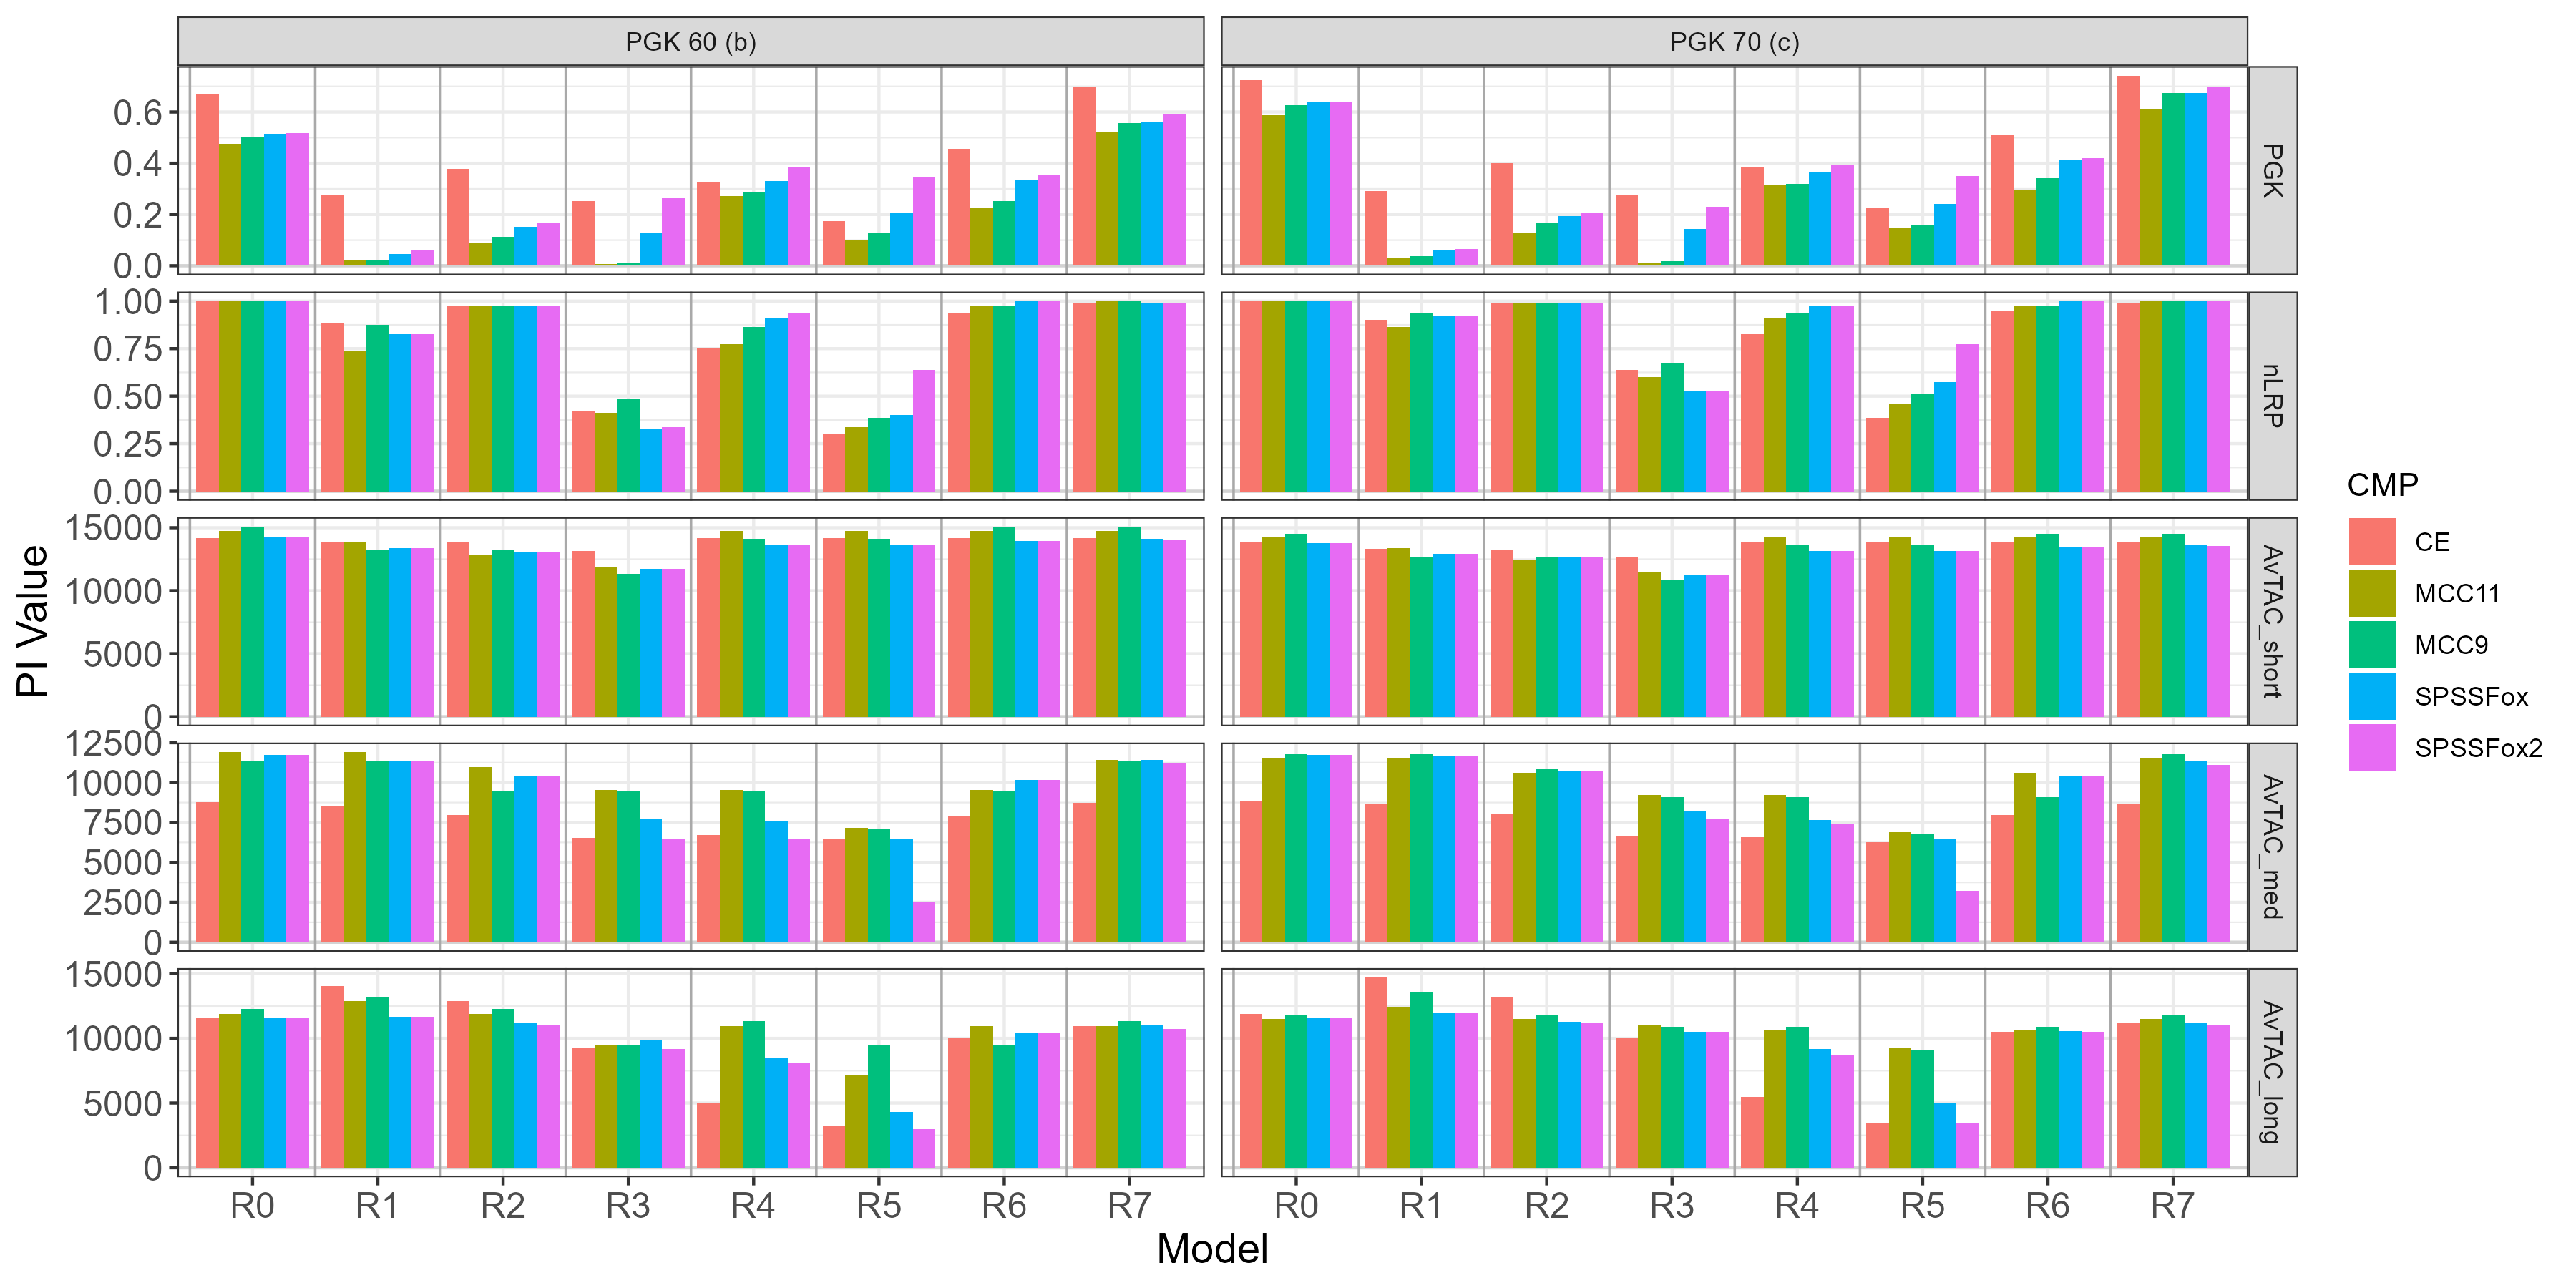 PGK 60 (b) PGK 70 (c)
PI Value
0.6
0.4
0.2
0.0
PGK
1.00
0.75
0.50
0.25
0.00
nLRP
15000
10000
5000
0
AvTAC_short
12500
10000
7500
5000
2500
0
AvTAC_med
15000
10000
5000
0
AvTAC_long
R0 R1 R2 R3 R4 R5 R6 R7 R0 R1 R2 R3 R4 R5 R6 R7
Model
CMP
CE
MCC11
MCC9
SPSSFox
SPSSFox2